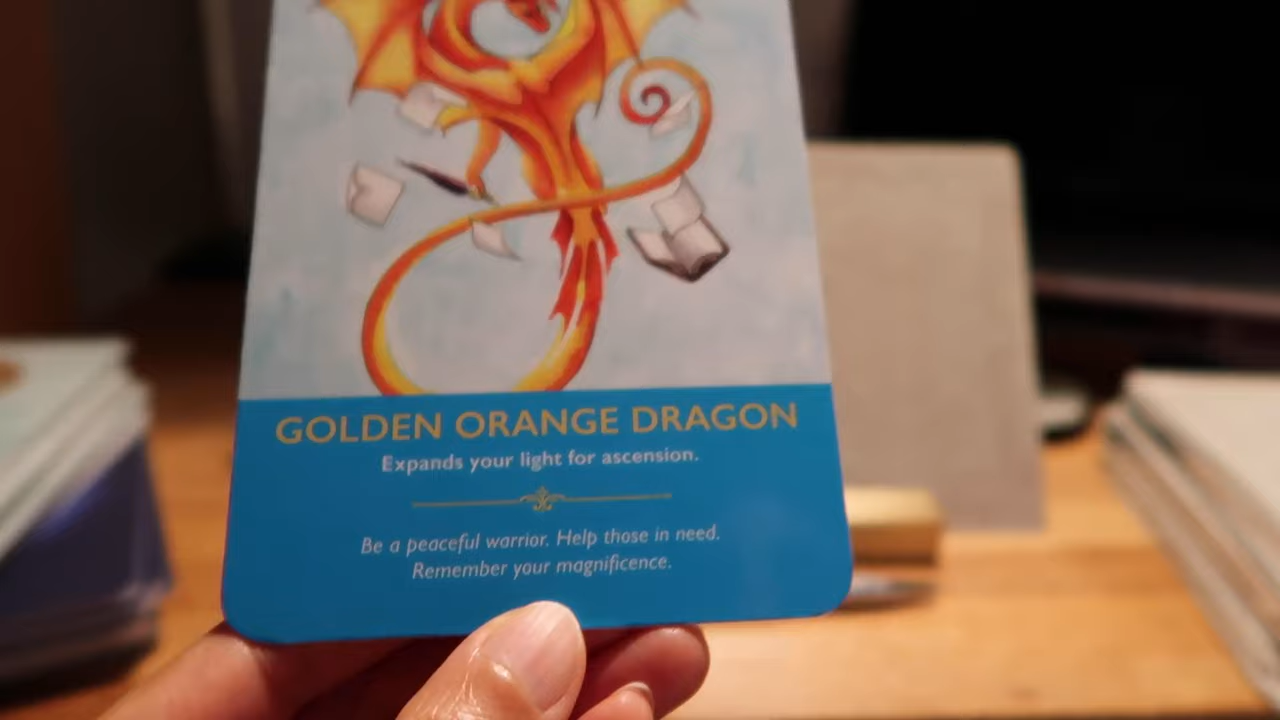 GOLDEN ORANGE DRAGON
Expands your light for ascension.
Be a peaceful warrior. Help those in need.
Remember your magnificence.